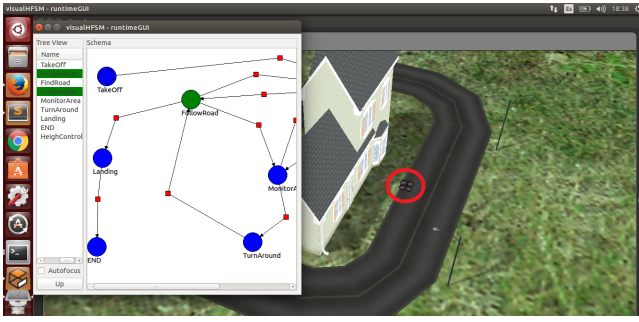 visualHFSM - runtimeGUI
Es
18:38
visualHFSM - runtimeGUI
Tree View
Schema
Name
TakeOff
FindRoad
MonitorArea
TurnAround
Landing
END
HeighControl
Autofocus
Up
TakeOff
FollowRoad
Landing
MonitorA
TurnAround
END